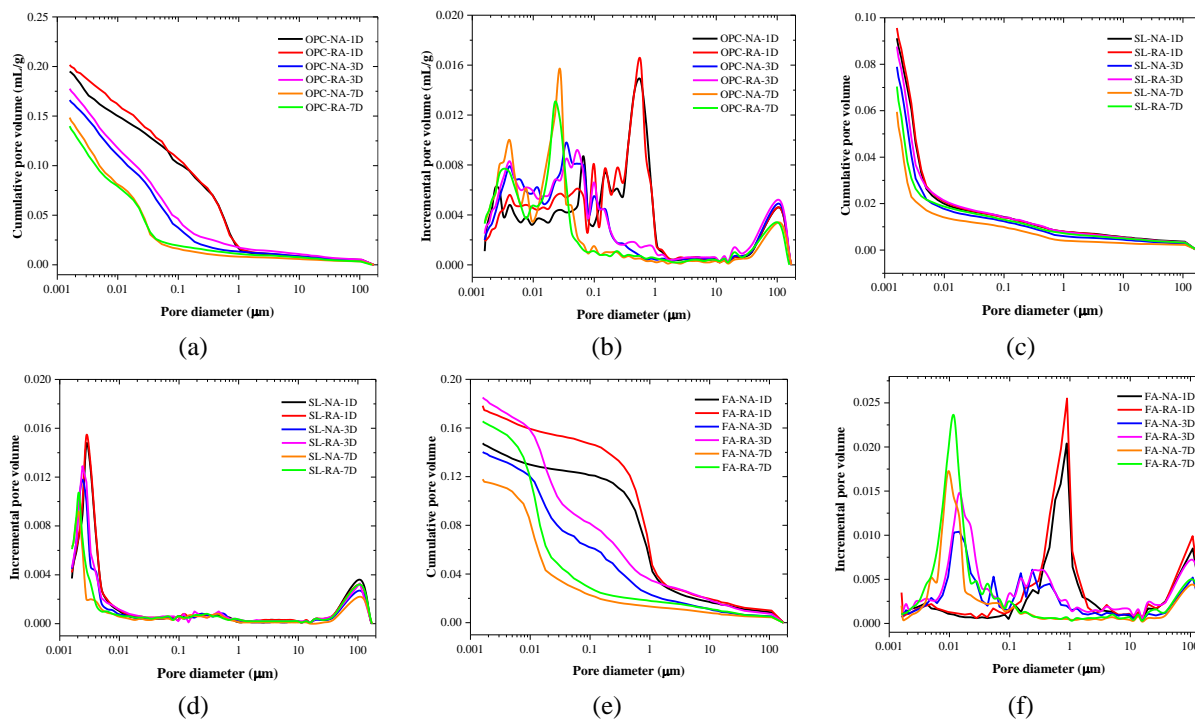 0.25
0.20
0.15
0.10
0.05
0.00
Cumulative pore volume (mL/g)
OPC-NA-1D
OPC-RA-1D
OPC-NA-3D
OPC-RA-3D
OPC-NA-7D
OPC-RA-7D
0.001 0.01 0.1 1 10 100
Pore diameter (μm)
(a)
0.020
0.016
0.012
0.008
0.004
0.000
Incremental pore volume (mL/g)
OPC-NA-1D
OPC-RA-1D
OPC-NA-3D
OPC-RA-3D
OPC-NA-7D
OPC-RA-7D
0.001 0.01 0.1 1 10 100
Pore diameter (μm)
(b)
0.10
0.08
0.06
0.04
0.02
0.00
Cumulative pore volume
SL-NA-1D
SL-RA-1D
SL-NA-3D
SL-RA-3D
SL-NA-7D
SL-RA-7D
0.001 0.01 0.1 1 10 100
Pore diameter (μm)
(c)
0.020
0.016
0.012
0.008
0.004
0.000
Incremental pore volume
SL-NA-1D
SL-RA-1D
SL-NA-3D
SL-RA-3D
SL-NA-7D
SL-RA-7D
0.001 0.01 0.1 1 10 100
Pore diameter (μm)
(d)
0.20
0.16
0.12
0.08
0.04
0.00
Cumulative pore volume
FA-NA-1D
FA-RA-1D
FA-NA-3D
FA-RA-3D
FA-NA-7D
FA-RA-7D
0.001 0.01 0.1 1 10 100
Pore diameter (μm)
(e)
0.025
0.020
0.015
0.010
0.005
0.000
Incremental pore volume
FA-NA-1D
FA-RA-1D
FA-NA-3D
FA-RA-3D
FA-NA-7D
FA-RA-7D
0.001 0.01 0.1 1 10 100
Pore diameter (μm)
(f)